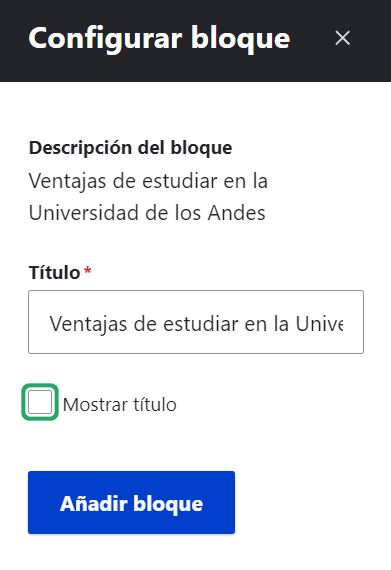 Configurar bloque
Descripción del bloque
Ventajas de estudiar en la
Universidad de los Andes
Título*
Ventajas de estudiar en la Unive
Mostrar título
Añadir bloque